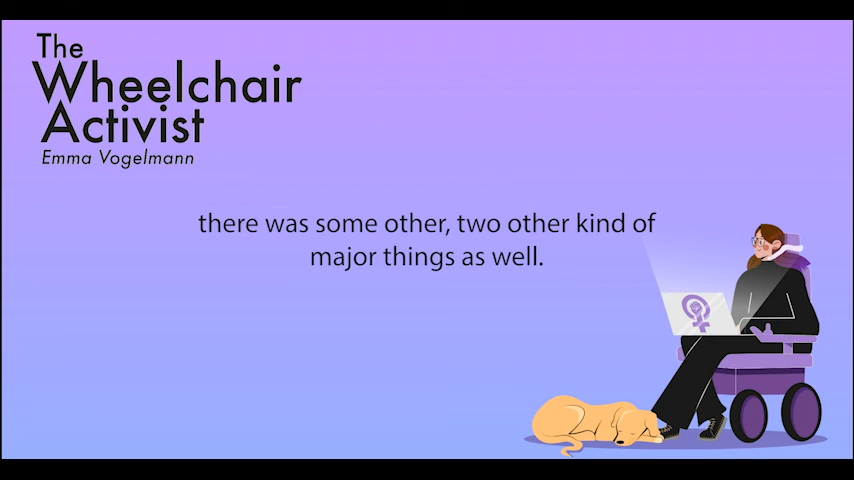 The
Wheelchair
Activist
Emma Vogelmann
there was some other, two other kind of
major things as well.